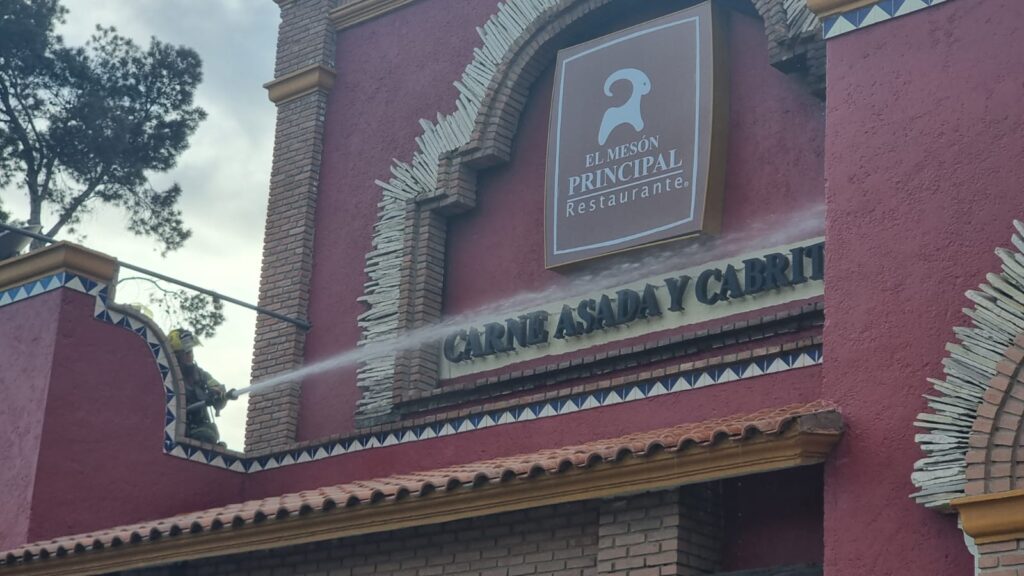 EL MESÓN
PRINCIPAL
Restaurante®
CARNE ASADA Y CABRIT